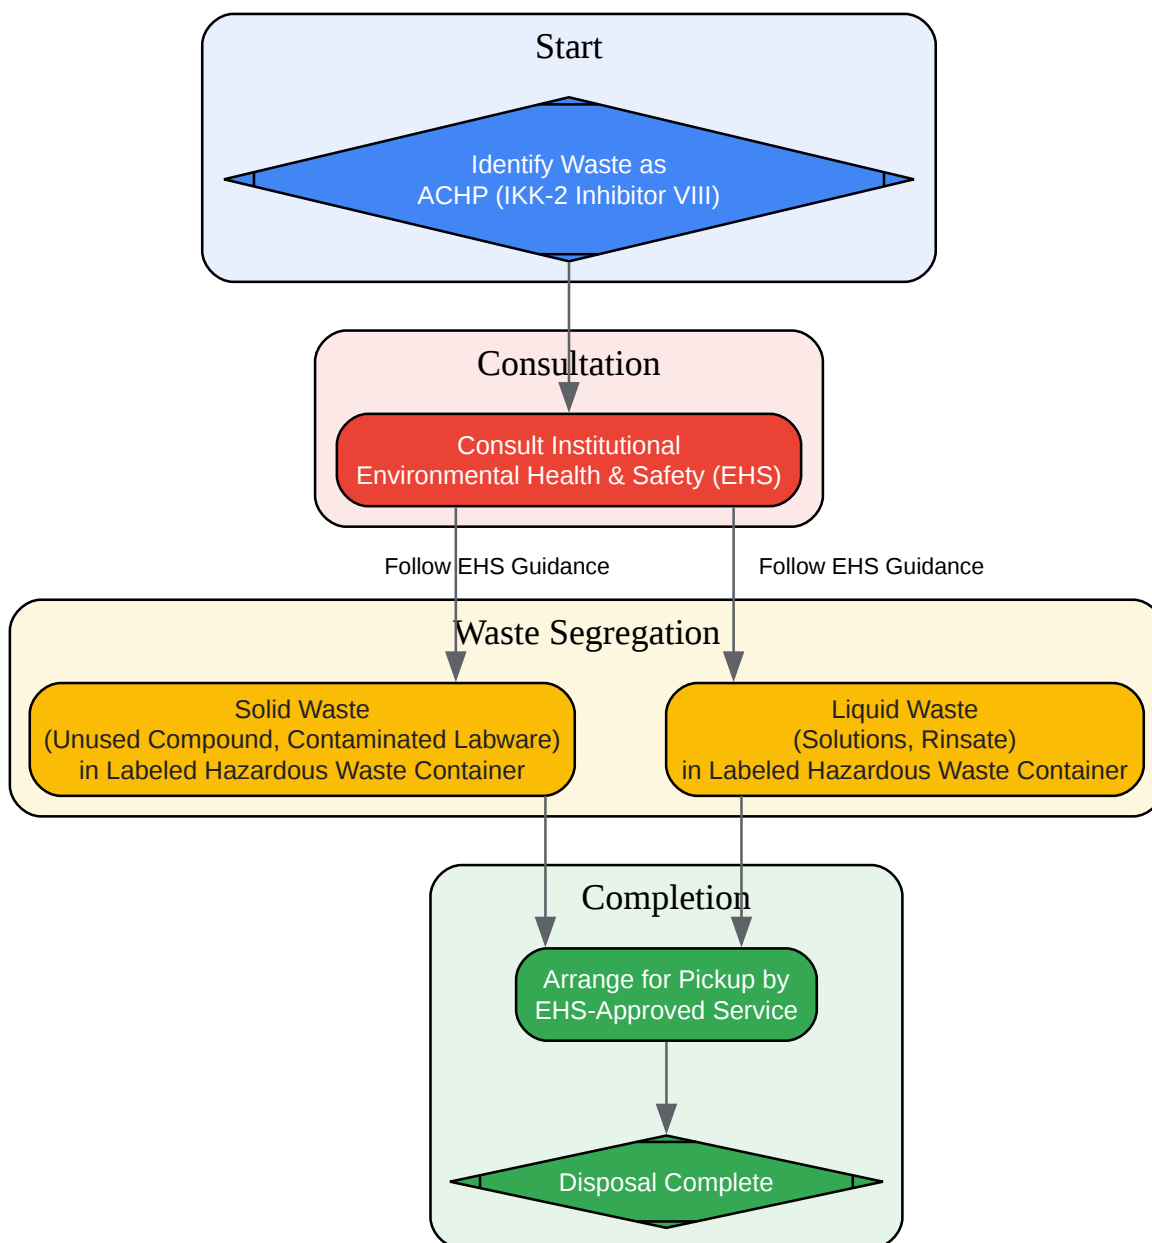 Start
Identify Waste as
ACHP (IKK-2 Inhibitor VIII)
Consultation
Consult Institutional
Environmental Health & Safety (EHS)
Follow EHS Guidance
Follow EHS Guidance
Waste Segregation
Solid Waste
(Unused Compound, Contaminated Labware)
in Labeled Hazardous Waste Container
Liquid Waste
(Solutions, Rinsate)
in Labeled Hazardous Waste Container
Completion
Arrange for Pickup by
EHS-Approved Service
Disposal Complete